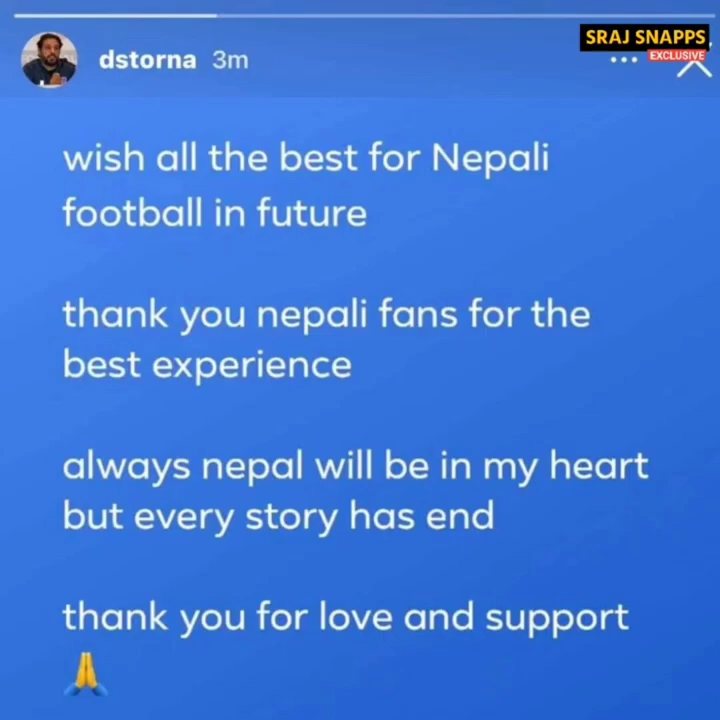 SRAJ SNAPPS
EXCLUSIVE
dstorna 3m
wish all the best for Nepali
football in future
thank you nepali fans for the
best experience
always nepal will be in my heart
but every story has end
thank you for love and support
🙏